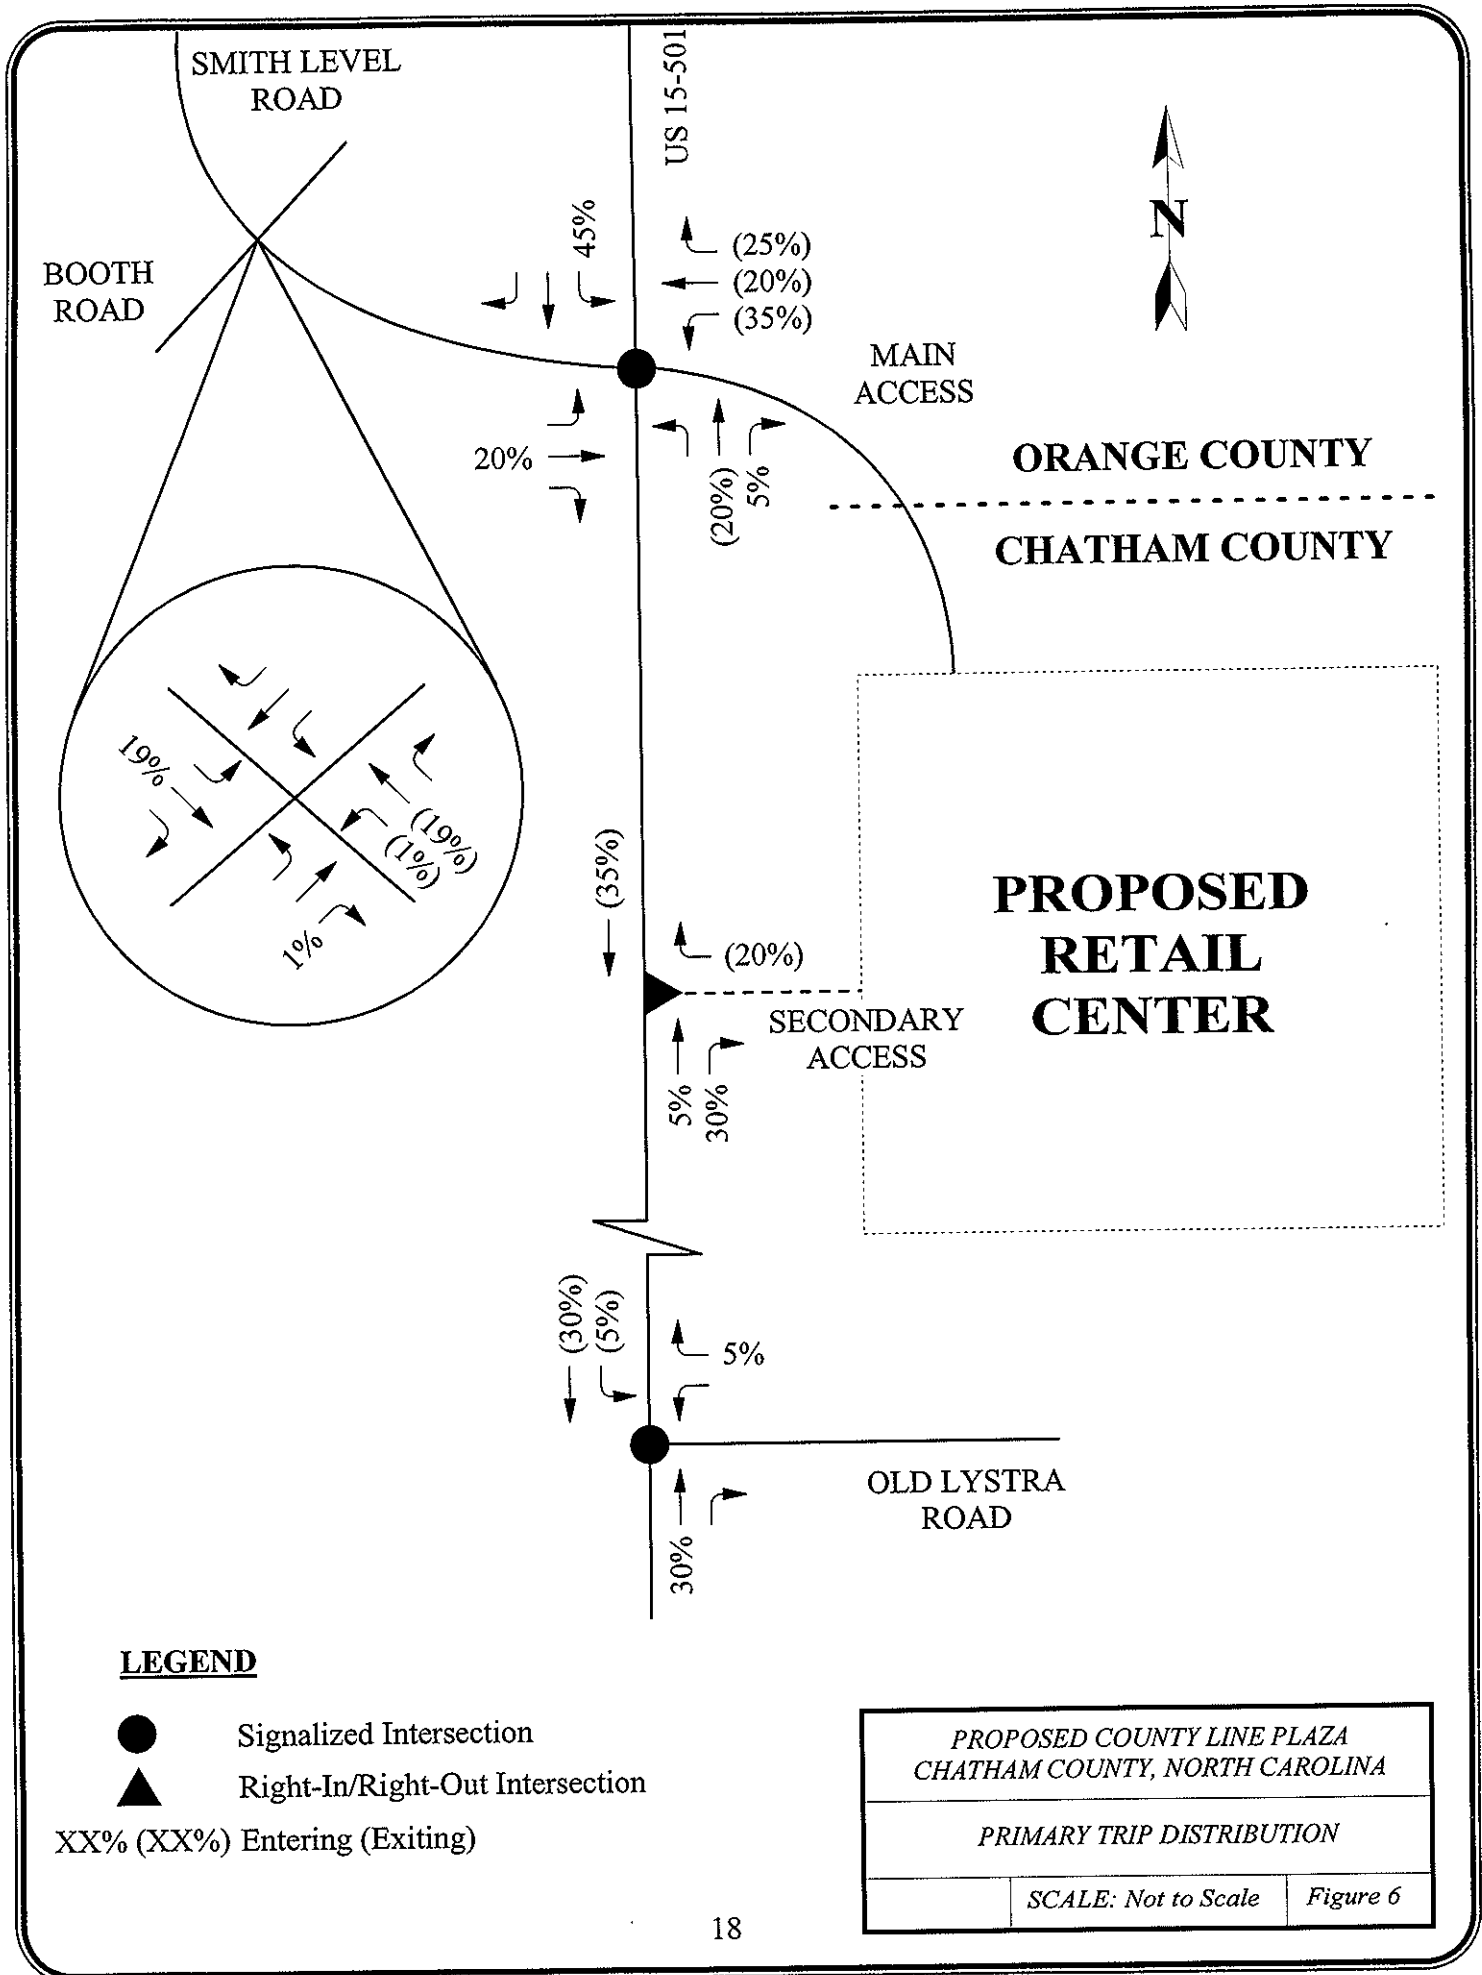 SMITH LEVEL
ROAD
US 15-501
N
BOOTH
ROAD
45%
(25%)
(20%)
(35%)
MAIN
ACCESS
20%
(20%)
5%
ORANGE COUNTY
CHATHAM COUNTY
19%
(19%)
(1%)
1%
(35%)
(20%)
SECONDARY
ACCESS
5%
30%
PROPOSED
RETAIL
CENTER
(30%)
(5%)
5%
30%
OLD LYSTRA
ROAD
LEGEND
Signalized Intersection
Right-In/Right-Out Intersection
XX% (XX%) Entering (Exiting)
PROPOSED COUNTY LINE PLAZA
CHATHAM COUNTY, NORTH CAROLINA
PRIMARY TRIP DISTRIBUTION
SCALE: Not to Scale
Figure 6
18